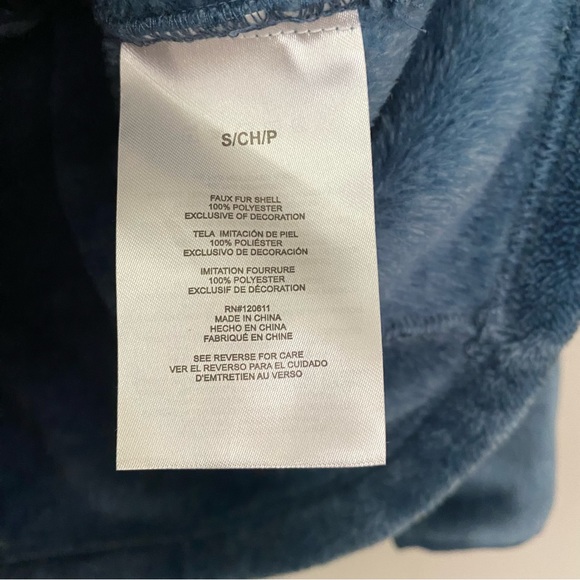 S/CH/P
FAUX FUR SHELL
100% POLYESTER
EXCLUSIVE OF DECORATION
TELA IMITACIÓN DE PIEL
100% POLIÉSTER
EXCLUSIVO DE DECORACIÓN
IMITATION FOURRURE
100% POLYESTER
EXCLUSIF DE DÉCORATION
RN#120611
MADE IN CHINA
HECHO EN CHINA
FABRIQUÉ EN CHINE
SEE REVERSE FOR CARE
VER EL REVERSO PARA EL CUIDADO
D'EMTRETIEN AU VERSO